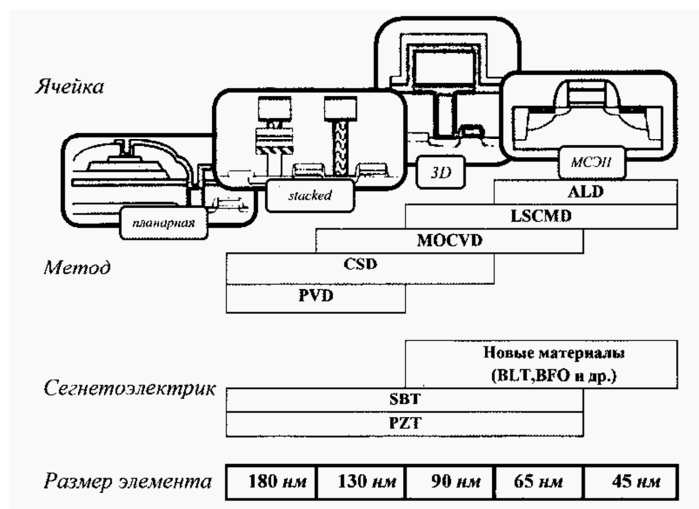 Ячейка
планарная
stacked
3D
МСЭП
ALD
LSCMD
MOCVD
Метод
CSD
PVD
Новые материалы
(BLT,BFO и др.)
Сегнетоэлектрик
SBT
PZT
Размер элемента 180 нм 130 нм 90 нм 65 нм 45 нм